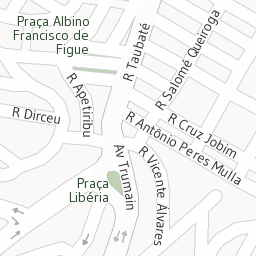 Praça Albino
Francisco de
Figue
R Taubaté
R Salomé Queiroga
R Apetiribu
R Dirceu
R Cruz Jobim
R Antônio Peres Mulla
Av Trumain
R Vicente Álvares
Praça
Libéria